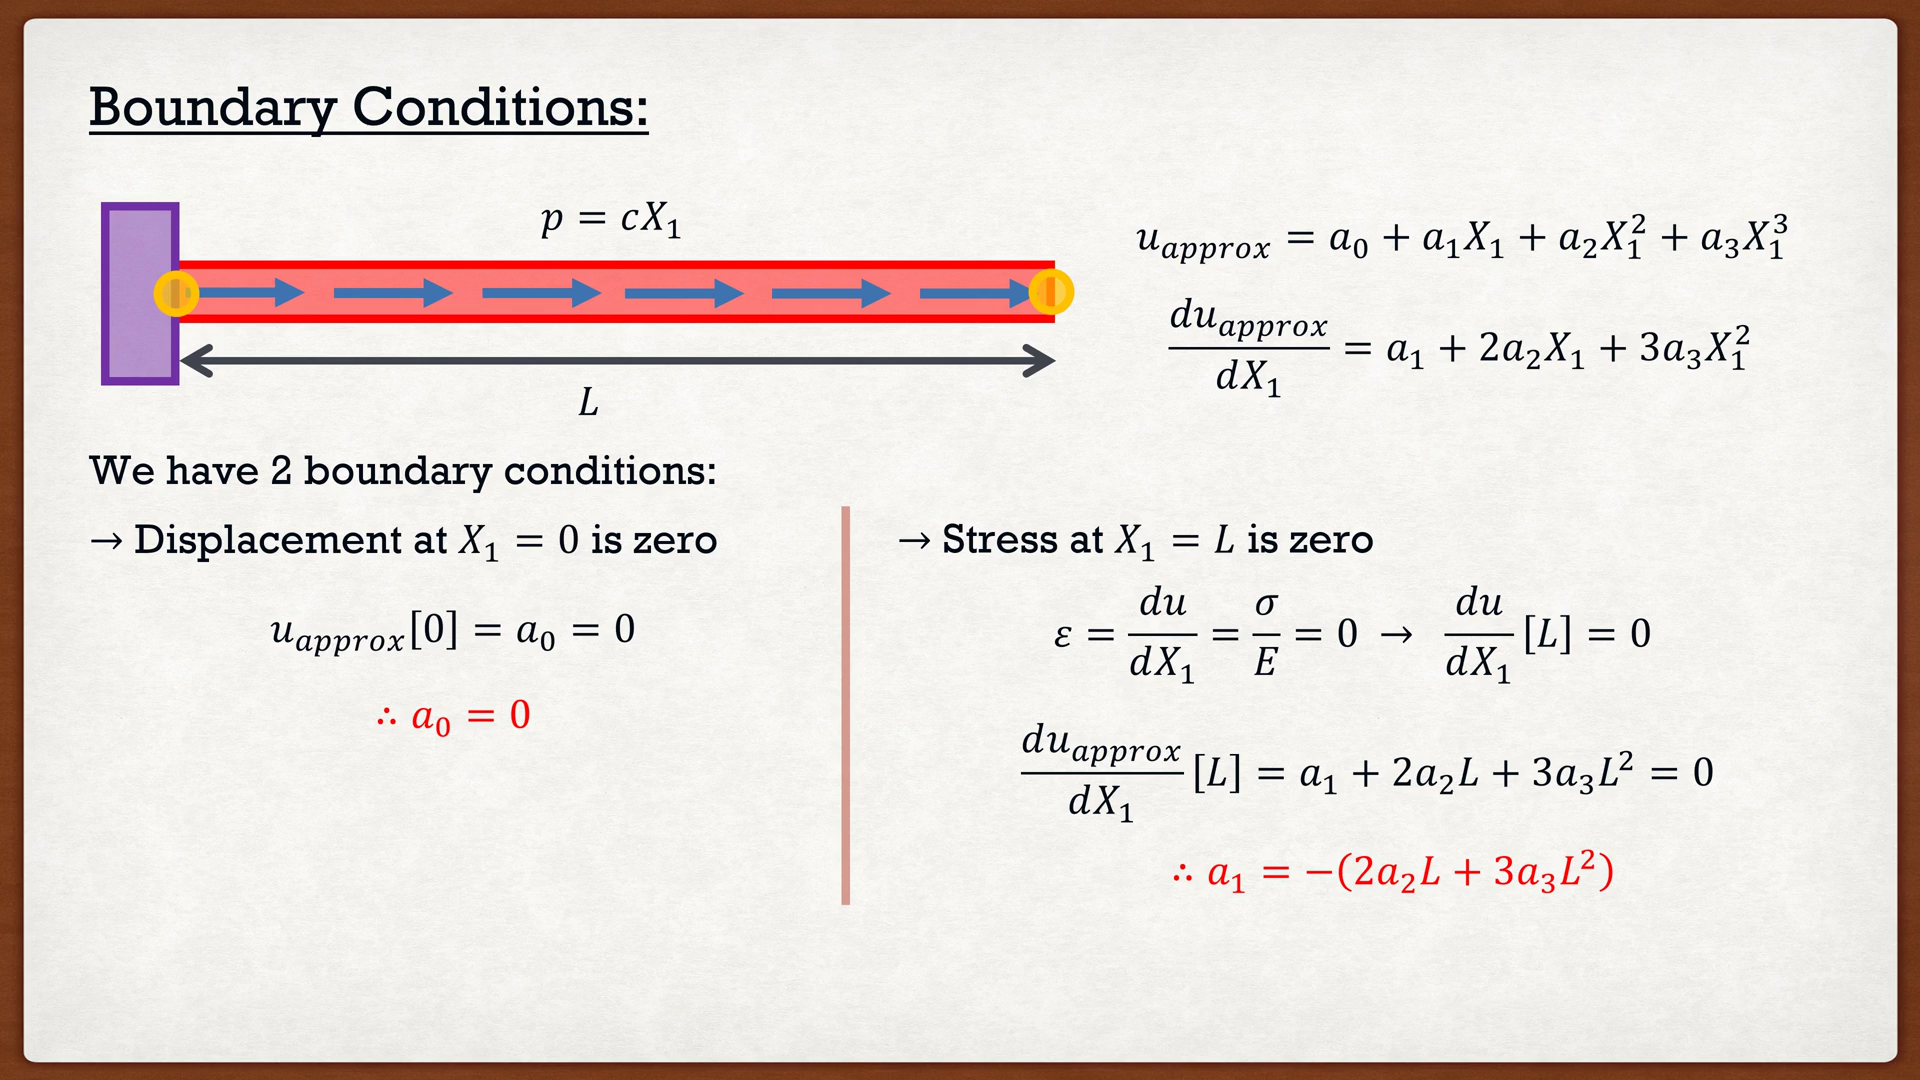 Boundary Conditions:
p = cX₁
L
u_approx = a₀ + a₁X₁ + a₂X₁² + a₃X₁³
du_approx/dX₁ = a₁ + 2a₂X₁ + 3a₃X₁²
We have 2 boundary conditions:
→ Displacement at X₁ = 0 is zero
u_approx[0] = a₀ = 0
∴ a₀ = 0
→ Stress at X₁ = L is zero
ε = du/dX₁ = σ/E = 0 → du/dX₁ [L] = 0
du_approx/dX₁ [L] = a₁ + 2a₂L + 3a₃L² = 0
∴ a₁ = −(2a₂L + 3a₃L²)